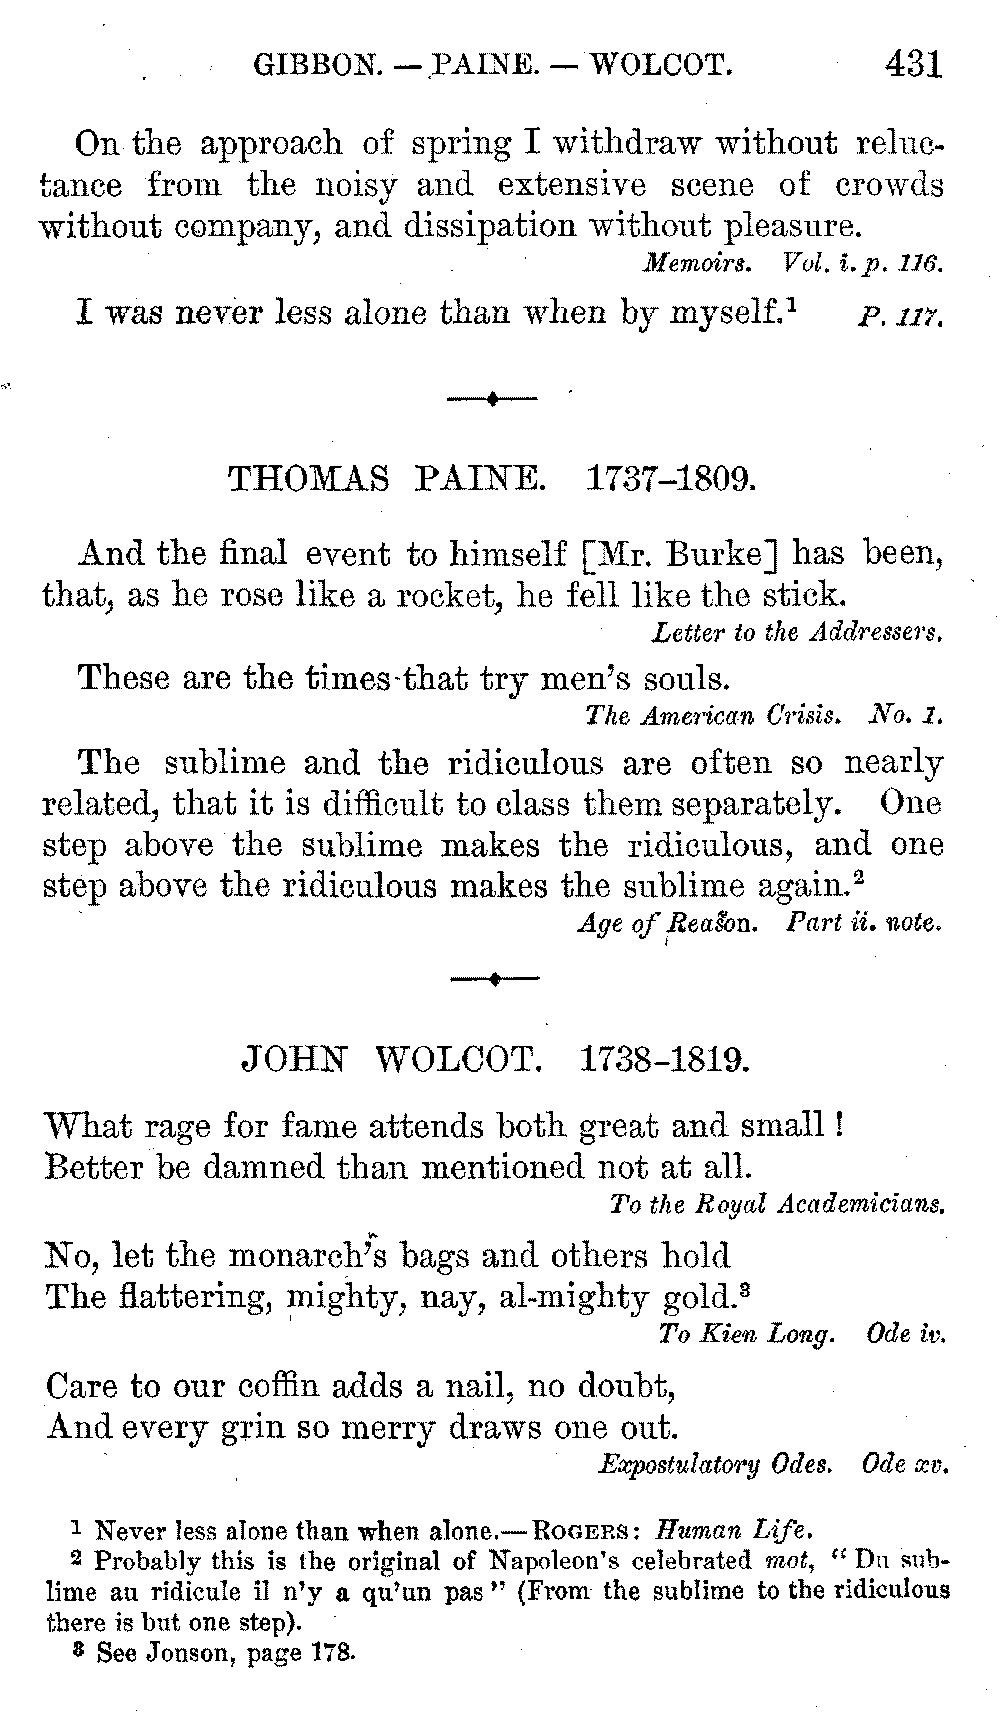 GIBBON. — PAINE. — WOLCOT. 431
On the approach of spring I withdraw without reluc-
tance from the noisy and extensive scene of crowds
without company, and dissipation without pleasure.
Memoirs. Vol. i. p. 116.
I was never less alone than when by myself.¹ P. 117.
THOMAS PAINE. 1737–1809.
And the final event to himself [Mr. Burke] has been,
that, as he rose like a rocket, he fell like the stick.
Letter to the Addressers.
These are the times that try men's souls.
The American Crisis. No. 1.
The sublime and the ridiculous are often so nearly
related, that it is difficult to class them separately. One
step above the sublime makes the ridiculous, and one
step above the ridiculous makes the sublime again.²
Age of Reason. Part ii. note.
JOHN WOLCOT. 1738–1819.
What rage for fame attends both great and small!
Better be damned than mentioned not at all.
To the Royal Academicians.
No, let the monarch's bags and others hold
The flattering, mighty, nay, al-mighty gold.³
To Kien Long. Ode iv.
Care to our coffin adds a nail, no doubt,
And every grin so merry draws one out.
Expostulatory Odes. Ode xv.
¹ Never less alone than when alone.—ROGERS: Human Life.
² Probably this is the original of Napoleon's celebrated mot, "Du sub-
lime au ridicule il n'y a qu'un pas" (From the sublime to the ridiculous
there is but one step).
³ See Jonson, page 178.